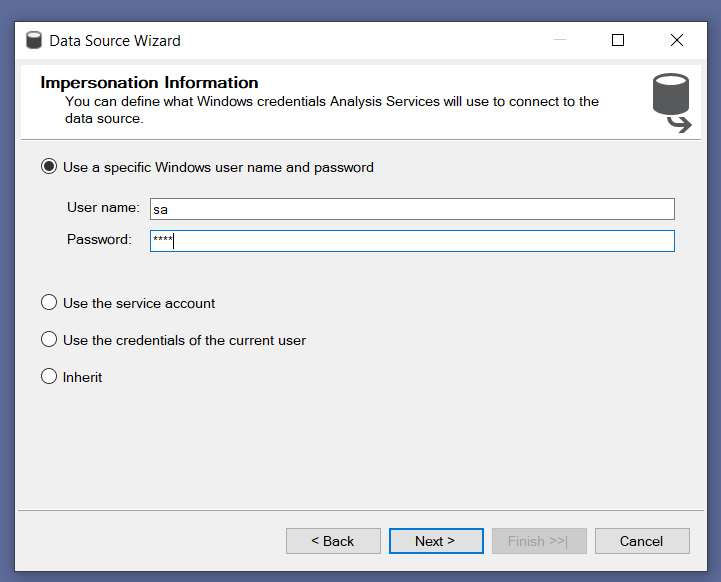 Data Source Wizard
Impersonation Information
You can define what Windows credentials Analysis Services will use to connect to the
data source.
Use a specific Windows user name and password
User name: sa
Password: ****
Use the service account
Use the credentials of the current user
Inherit
< Back Next > Finish >>| Cancel